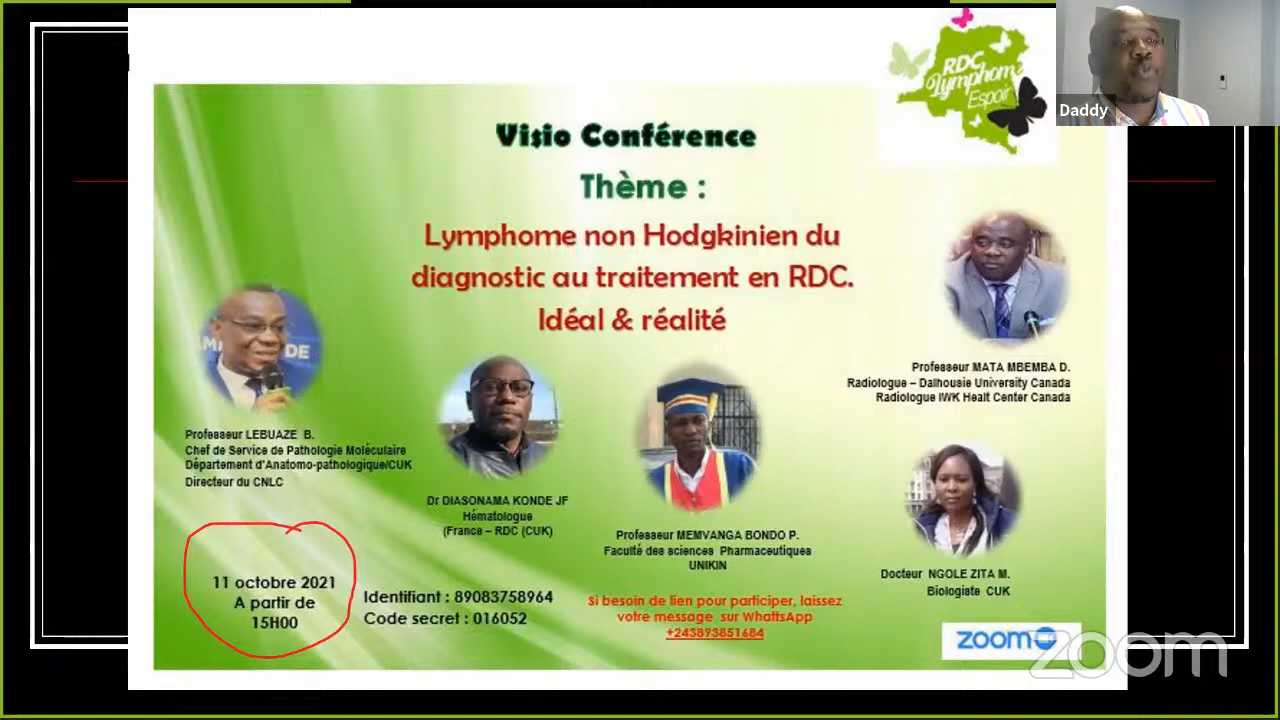 RDC
Lymphome
Espoir
Daddy
Visio Conférence
Thème :
Lymphome non Hodgkinien du
diagnostic au traitement en RDC.
Idéal & réalité
Professeur MATA MBEMBA D.
Radiologue – Dalhousie University Canada
Radiologue IWK Healt Center Canada
Professeur LEBUAZE B.
Chef de Service de Pathologie Moléculaire
Département d'Anatomo-pathologique/CUK
Directeur du CNLC
Dr DIASONAMA KONDE JF
Hématologue
(France – RDC (CUK)
Professeur MEMVANGA BONDO P.
Faculté des sciences Pharmaceutiques
UNIKIN
Docteur NGOLE ZITA M.
Biologiste CUK
11 octobre 2021
A partir de
15H00
Identifiant : 89083758964
Code secret : 016052
Si besoin de lien pour participer, laissez
votre message sur WhattsApp
+243893851684
zoom
zoom